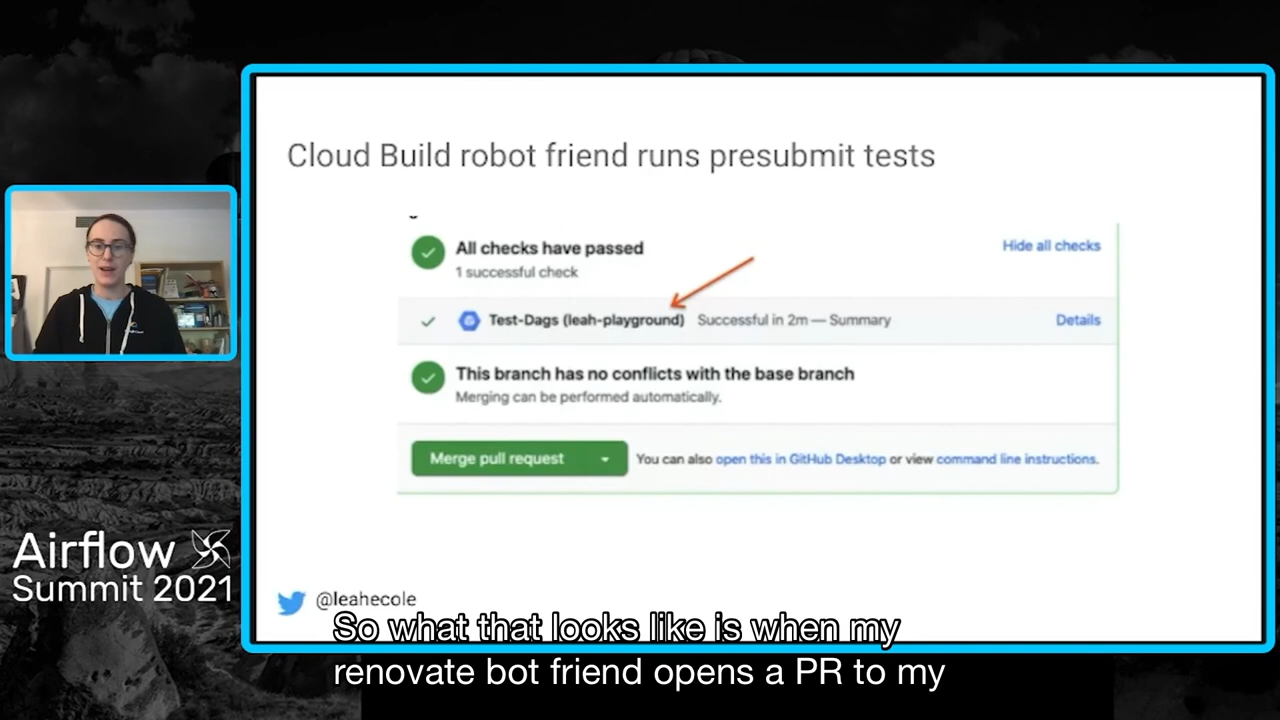 Cloud Build robot friend runs presubmit tests
All checks have passed
Hide all checks
1 successful check
Test-Dags (leah-playground) Successful in 2m — Summary
Details
This branch has no conflicts with the base branch
Merging can be performed automatically.
Merge pull request
You can also open this in GitHub Desktop or view command line instructions.
Airflow
Summit 2021
@leahecole
So what that looks like is when my
renovate bot friend opens a PR to my